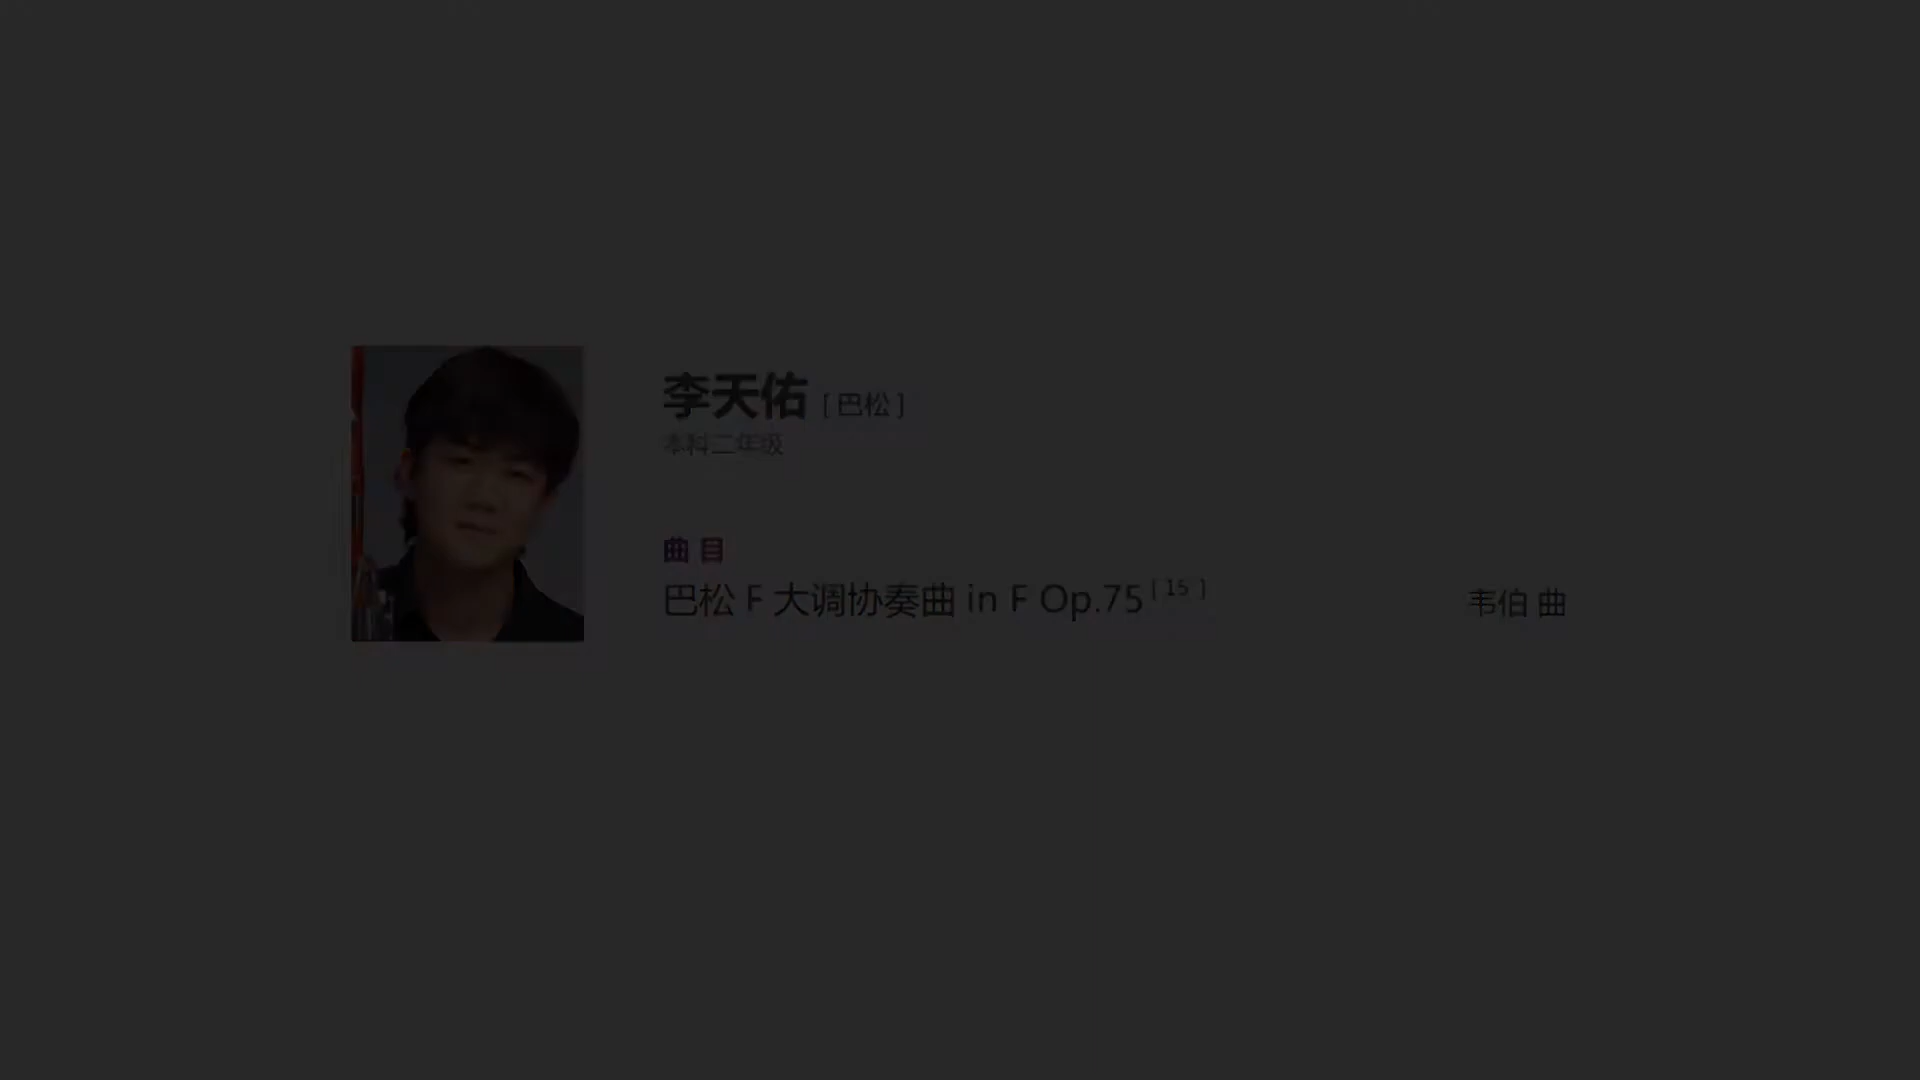 李天佑 [ 巴松 ]
本科二年级
曲 目
巴松 F 大调协奏曲 in F Op.75 [ 15 ] 韦伯 曲